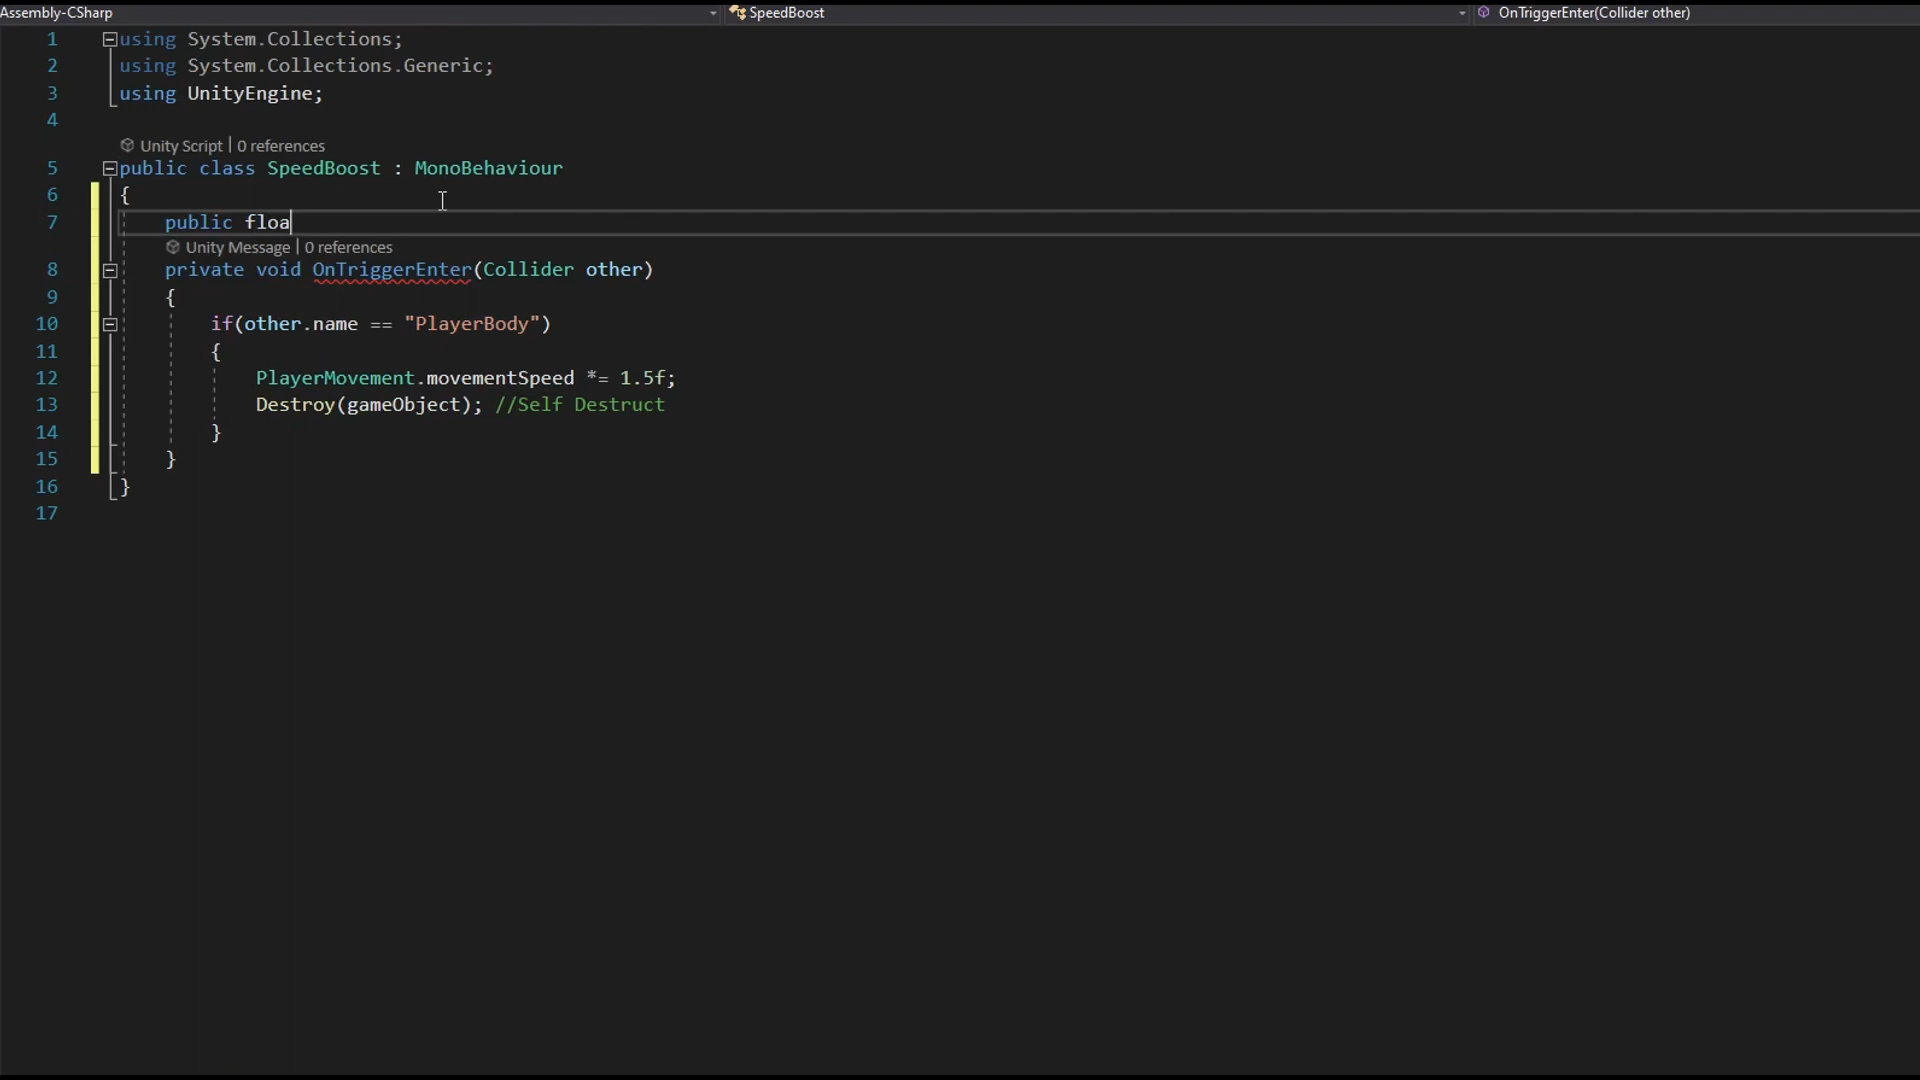 Assembly-CSharp SpeedBoost OnTriggerEnter(Collider other)
1 using System.Collections;
2 using System.Collections.Generic;
3 using UnityEngine;
4
Unity Script | 0 references
5 public class SpeedBoost : MonoBehaviour
6 {
7 public floa
Unity Message | 0 references
8 private void OnTriggerEnter(Collider other)
9 {
10 if(other.name == "PlayerBody")
11 {
12 PlayerMovement.movementSpeed *= 1.5f;
13 Destroy(gameObject); //Self Destruct
14 }
15 }
16 }
17